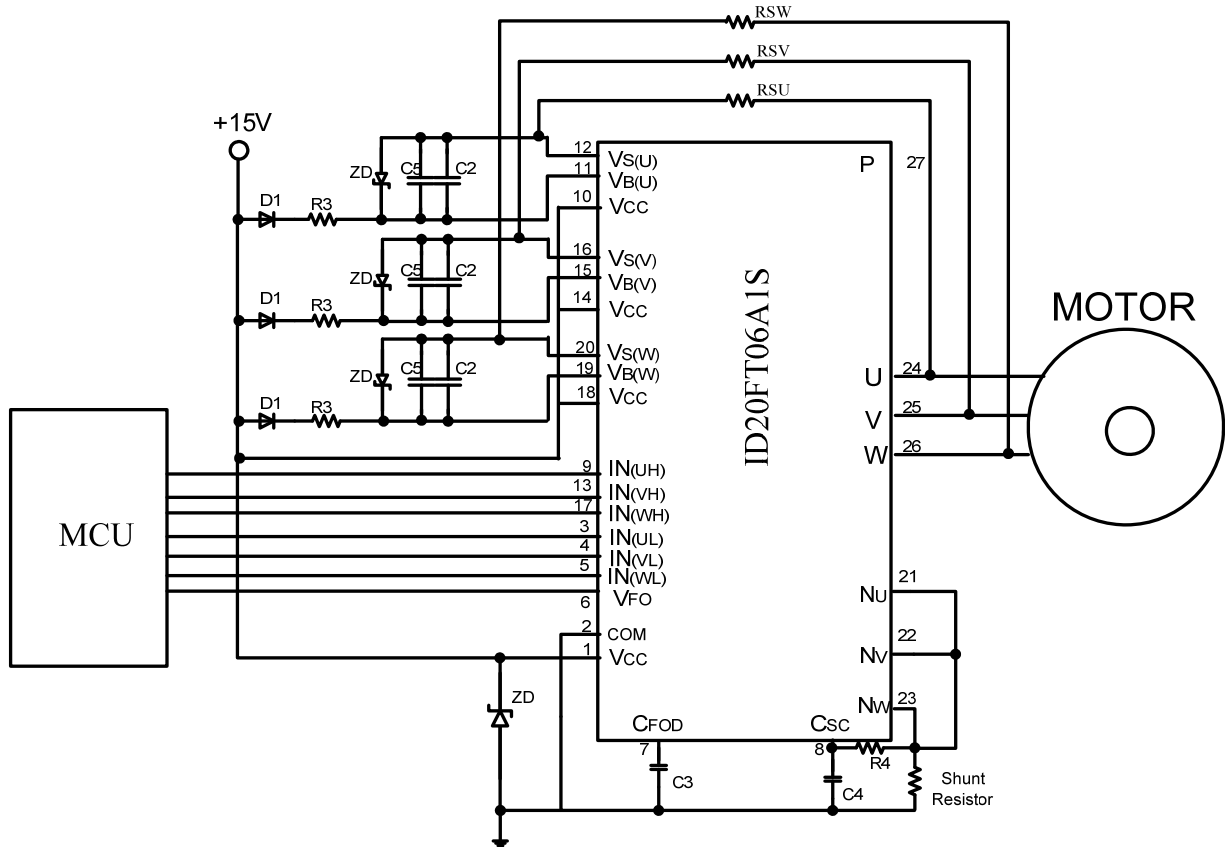 RSW
RSV
RSU
+15V
ZD
C5
C2
D1
R3
12
VS(U)
11
VB(U)
10
VCC
P
27
ZD
C5
C2
D1
R3
16
VS(V)
15
VB(V)
14
VCC
ZD
C5
C2
D1
R3
20
VS(W)
19
VB(W)
18
VCC
ID20FT06A1S
MOTOR
U
24
V
25
W
26
MCU
9
IN(UH)
13
IN(VH)
17
IN(WH)
3
IN(UL)
4
IN(VL)
5
IN(WL)
6
VFO
2
COM
1
VCC
NU
21
NV
22
NW
23
ZD
CFOD
7
C3
CSC
8
R4
C4
Shunt
Resistor